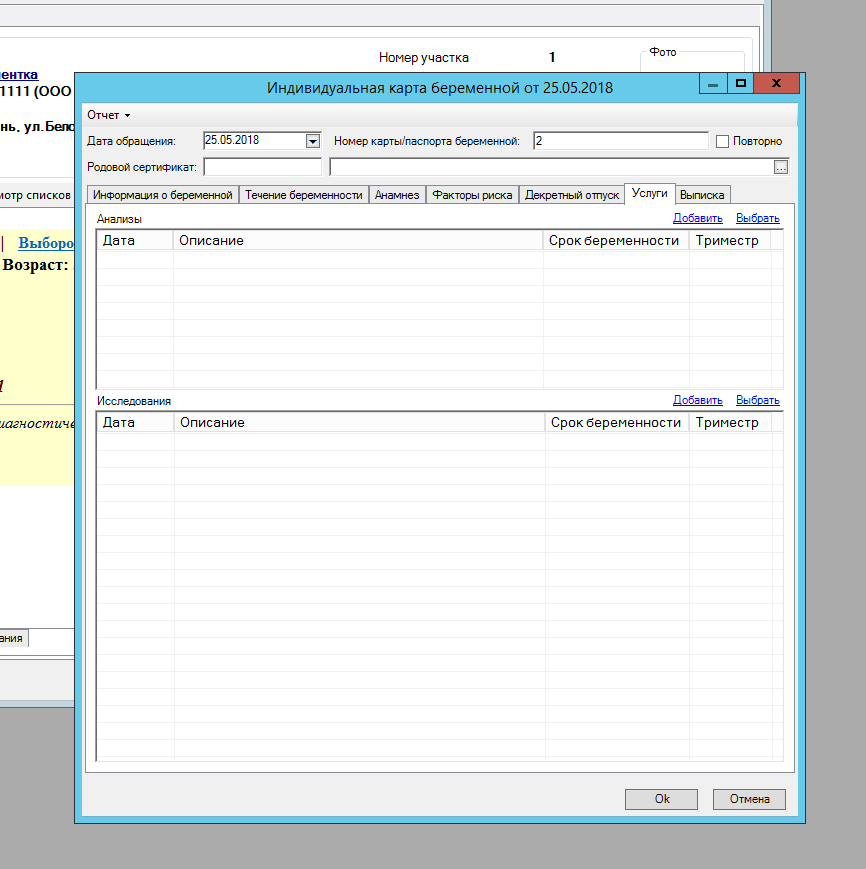 Номер участка 1 Фото
ентка
1111 (ООО
нь, ул.Бело
мотр списков
| Выборо
Возраст:
1
иагностиче
ания
Индивидуальная карта беременной от 25.05.2018
Отчет
Дата обращения: 25.05.2018 Номер карты/паспорта беременной: 2 Повторно
Родовой сертификат: ...
Информация о беременной Течение беременности Анамнез Факторы риска Декретный отпуск Услуги Выписка
Анализы Добавить Выбрать
Дата Описание Срок беременности Триместр
Исследования Добавить Выбрать
Дата Описание Срок беременности Триместр
Ok Отмена